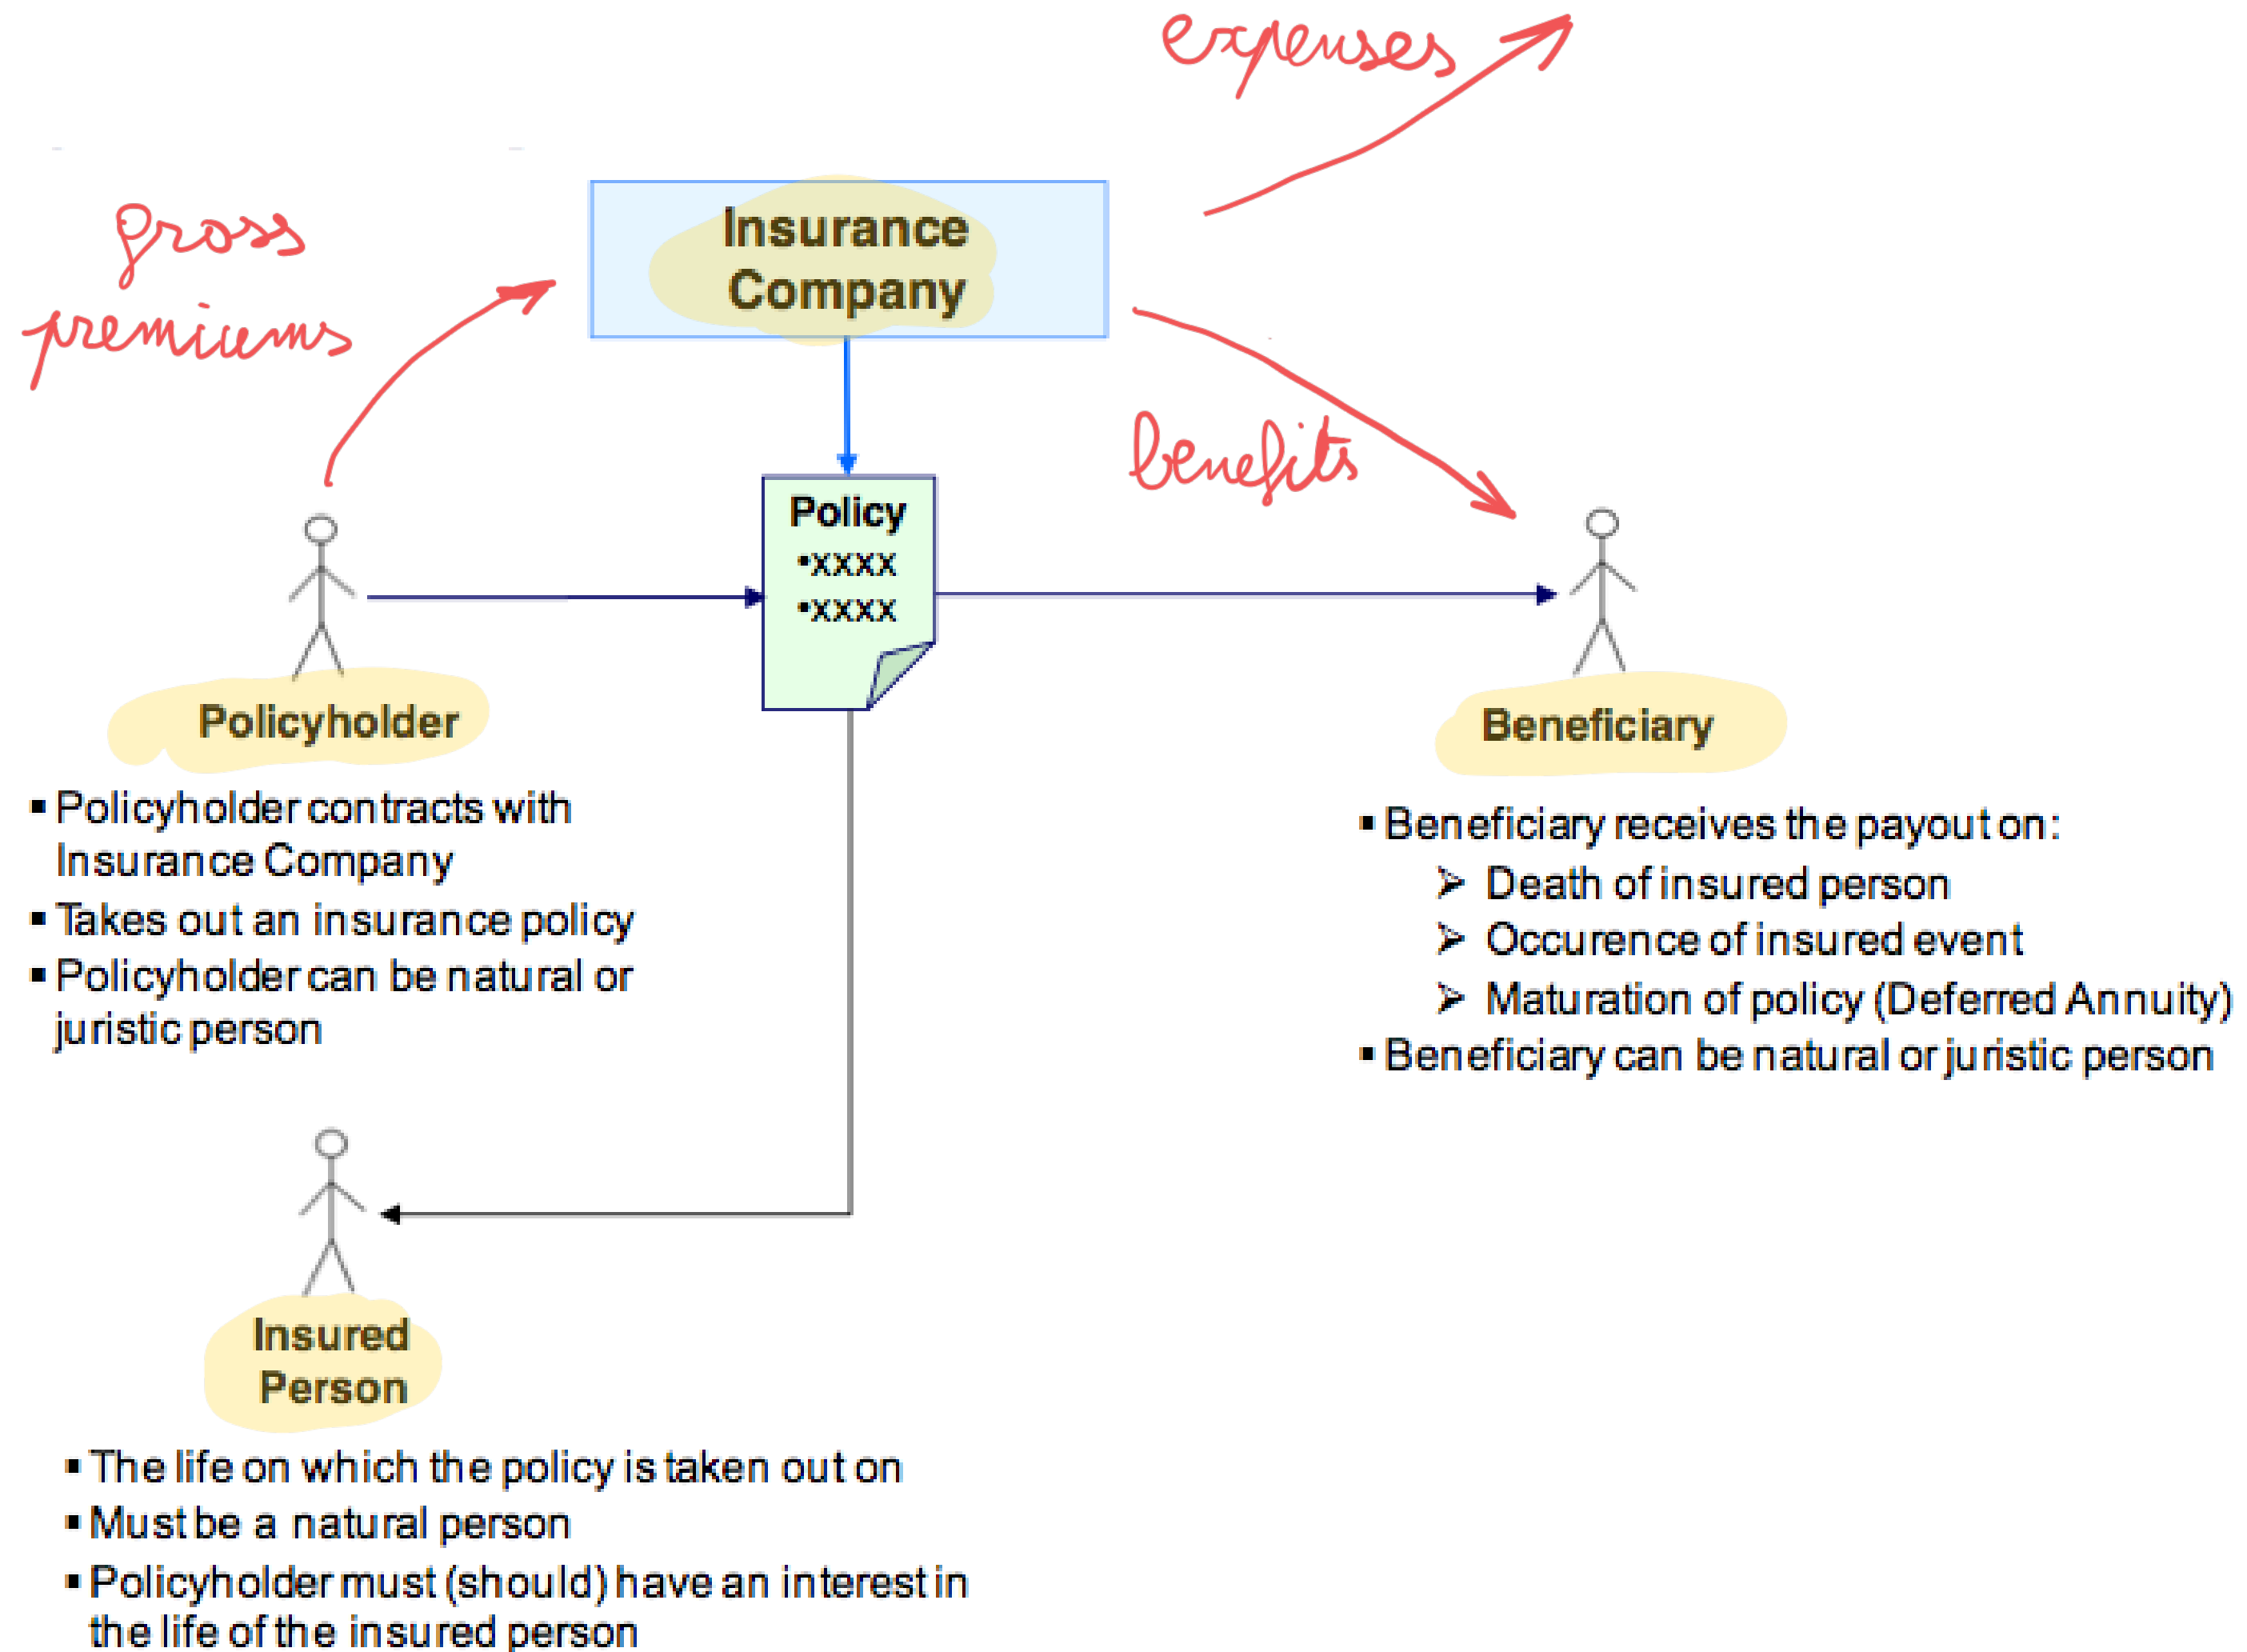 expenses
gross
premiums
Insurance
Company
benefits
Policy
•xxxx
•xxxx
Policyholder
▪ Policyholder contracts with
Insurance Company
▪ Takes out an insurance policy
▪ Policyholder can be natural or
juristic person
Beneficiary
▪ Beneficiary receives the payout on:
➢ Death of insured person
➢ Occurence of insured event
➢ Maturation of policy (Deferred Annuity)
▪ Beneficiary can be natural or juristic person
Insured
Person
▪ The life on which the policy is taken out on
▪ Must be a natural person
▪ Policyholder must (should) have an interest in
the life of the insured person